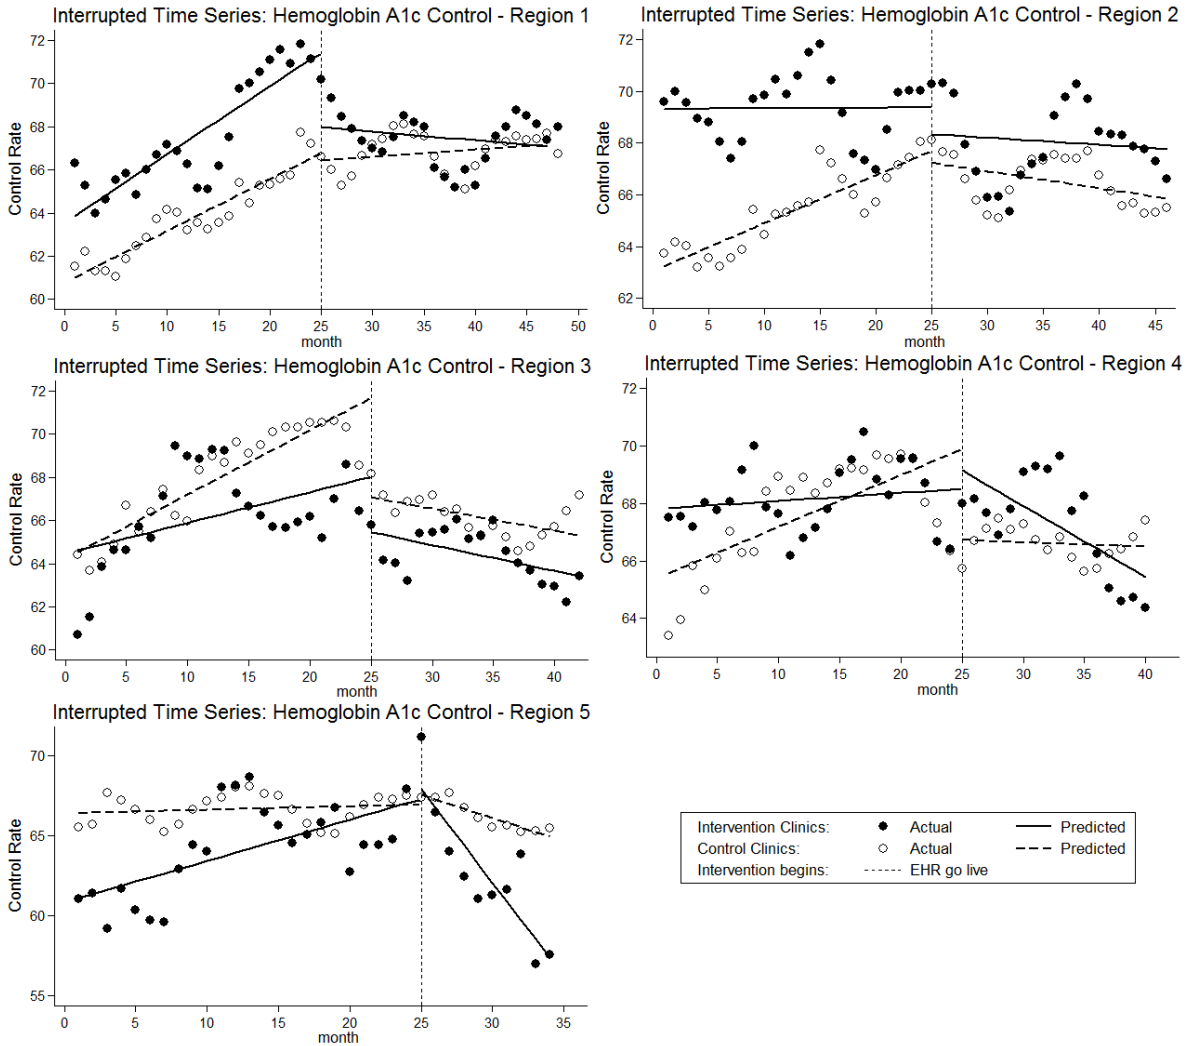 Interrupted Time Series: Hemoglobin A1c Control - Region 1
72
70
68
66
64
62
60
Control Rate
0 5 10 15 20 25 30 35 40 45 50
month
Interrupted Time Series: Hemoglobin A1c Control - Region 2
72
70
68
66
64
62
Control Rate
0 5 10 15 20 25 30 35 40 45
month
Interrupted Time Series: Hemoglobin A1c Control - Region 3
72
70
68
66
64
62
60
Control Rate
0 5 10 15 20 25 30 35 40
month
Interrupted Time Series: Hemoglobin A1c Control - Region 4
72
70
68
66
64
Control Rate
0 5 10 15 20 25 30 35 40
month
Interrupted Time Series: Hemoglobin A1c Control - Region 5
70
65
60
55
Control Rate
0 5 10 15 20 25 30 35
month
Intervention Clinics: Actual Predicted
Control Clinics: Actual Predicted
Intervention begins: EHR go live